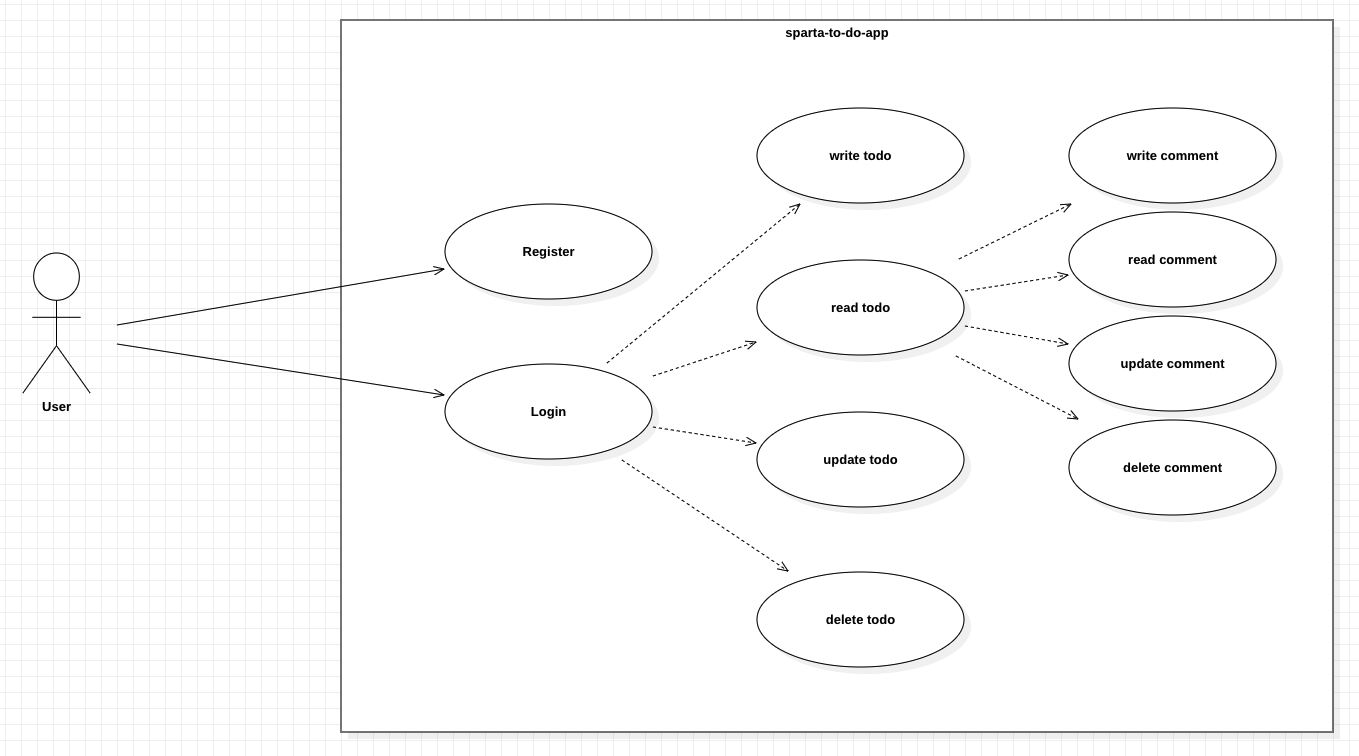 sparta-to-do-app
write todo
write comment
Register
read comment
read todo
update comment
User
Login
update todo
delete comment
delete todo